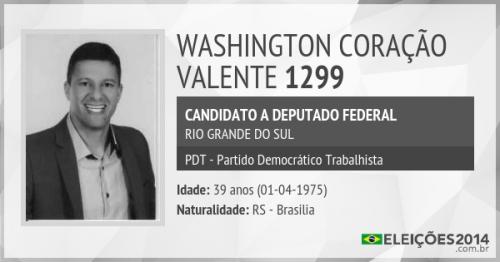 WASHINGTON CORAÇÃO
VALENTE 1299
CANDIDATO A DEPUTADO FEDERAL
RIO GRANDE DO SUL
PDT - Partido Democrático Trabalhista
Idade: 39 anos (01-04-1975)
Naturalidade: RS - Brasilia
ELEIÇÕES2014
.com.br